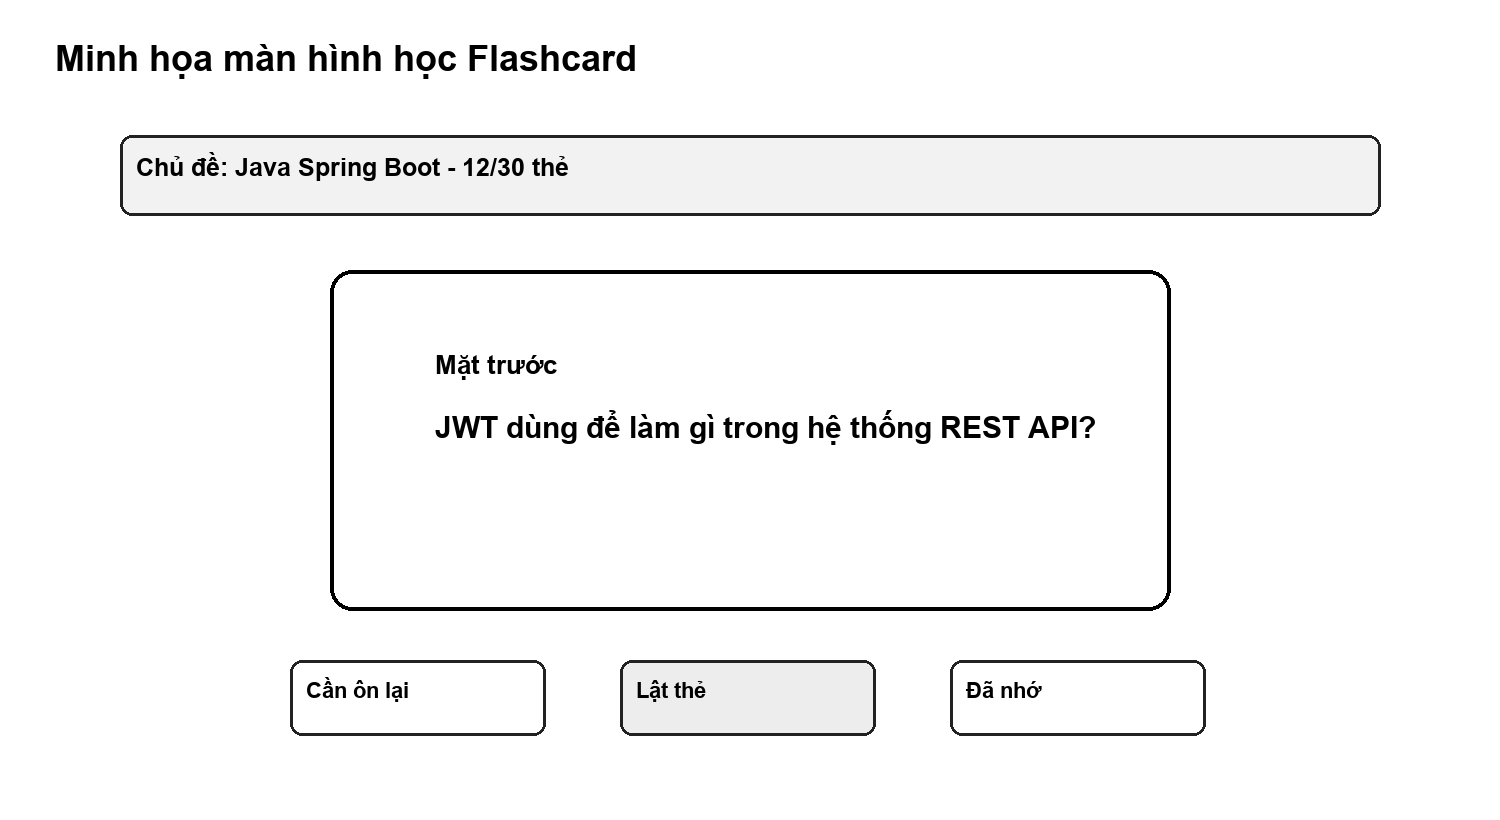 Minh họa màn hình học Flashcard
Chủ đề: Java Spring Boot - 12/30 thẻ
Mặt trước
JWT dùng để làm gì trong hệ thống REST API?
Cần ôn lại
Lật thẻ
Đã nhớ